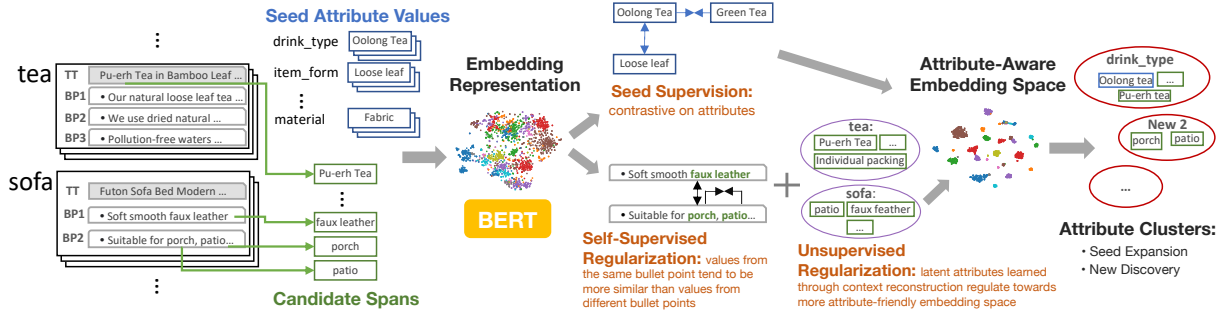 Seed Attribute Values
drink_type
Oolong Tea
item_form
Loose leaf
...
material
Fabric
...
tea
TT Pu-erh Tea in Bamboo Leaf ...
BP1 • Our natural loose leaf tea ...
BP2 • We use dried natural ...
BP3 • Pollution-free waters ...
sofa
TT Futon Sofa Bed Modern ...
BP1 • Soft smooth faux leather
BP2 • Suitable for porch, patio...
...
Pu-erh Tea
...
faux leather
porch
patio
Candidate Spans
Embedding
Representation
BERT
Oolong Tea
Green Tea
Loose leaf
Seed Supervision:
contrastive on attributes
• Soft smooth faux leather
• Suitable for porch, patio...
Self-Supervised
Regularization: values from
the same bullet point tend to be
more similar than values from
different bullet points
tea:
Pu-erh Tea
...
Individual packing
sofa:
patio
faux feather
...
Unsupervised
Regularization: latent attributes learned
through context reconstruction regulate towards
more attribute-friendly embedding space
Attribute-Aware
Embedding Space
drink_type
Oolong tea
...
Pu-erh tea
New 2
porch
patio
...
Attribute Clusters:
• Seed Expansion
• New Discovery